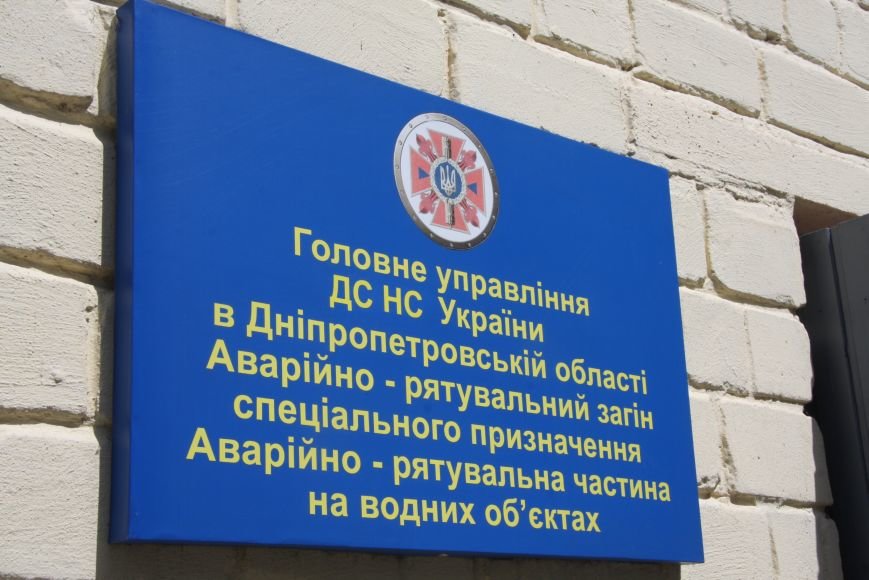 Головне управління
ДС НС України
в Дніпропетровській області
Аварійно - рятувальний загін
спеціального призначення
Аварійно - рятувальна частина
на водних об’єктах